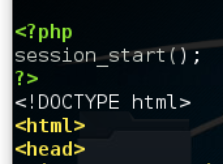 <?php
session_start();
?>
<!DOCTYPE html>
<html>
<head>